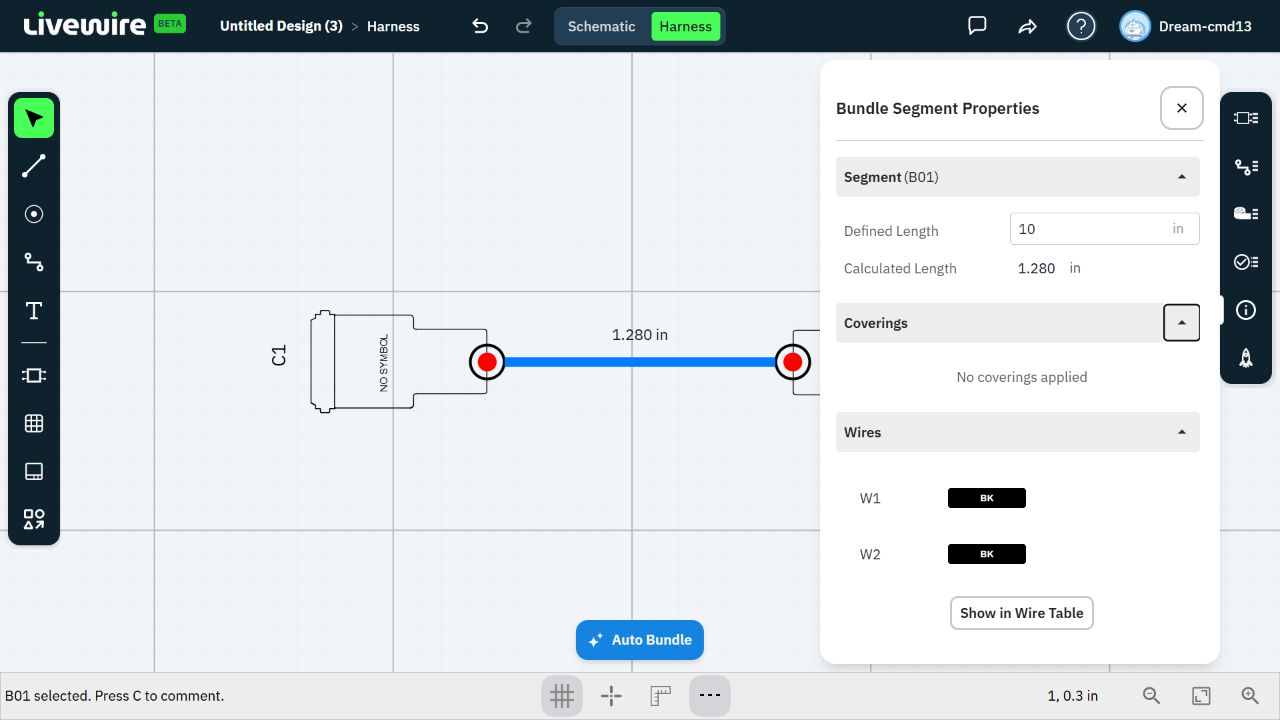 Livewire BETA
Untitled Design (3) > Harness
Schematic Harness
Dream-cmd13
Bundle Segment Properties
Segment (B01)
Defined Length 10 in
Calculated Length 1.280 in
Coverings
No coverings applied
Wires
W1 BK
W2 BK
Show in Wire Table
C1
NO SYMBOL
1.280 in
T
Auto Bundle
B01 selected. Press C to comment.
1, 0.3 in